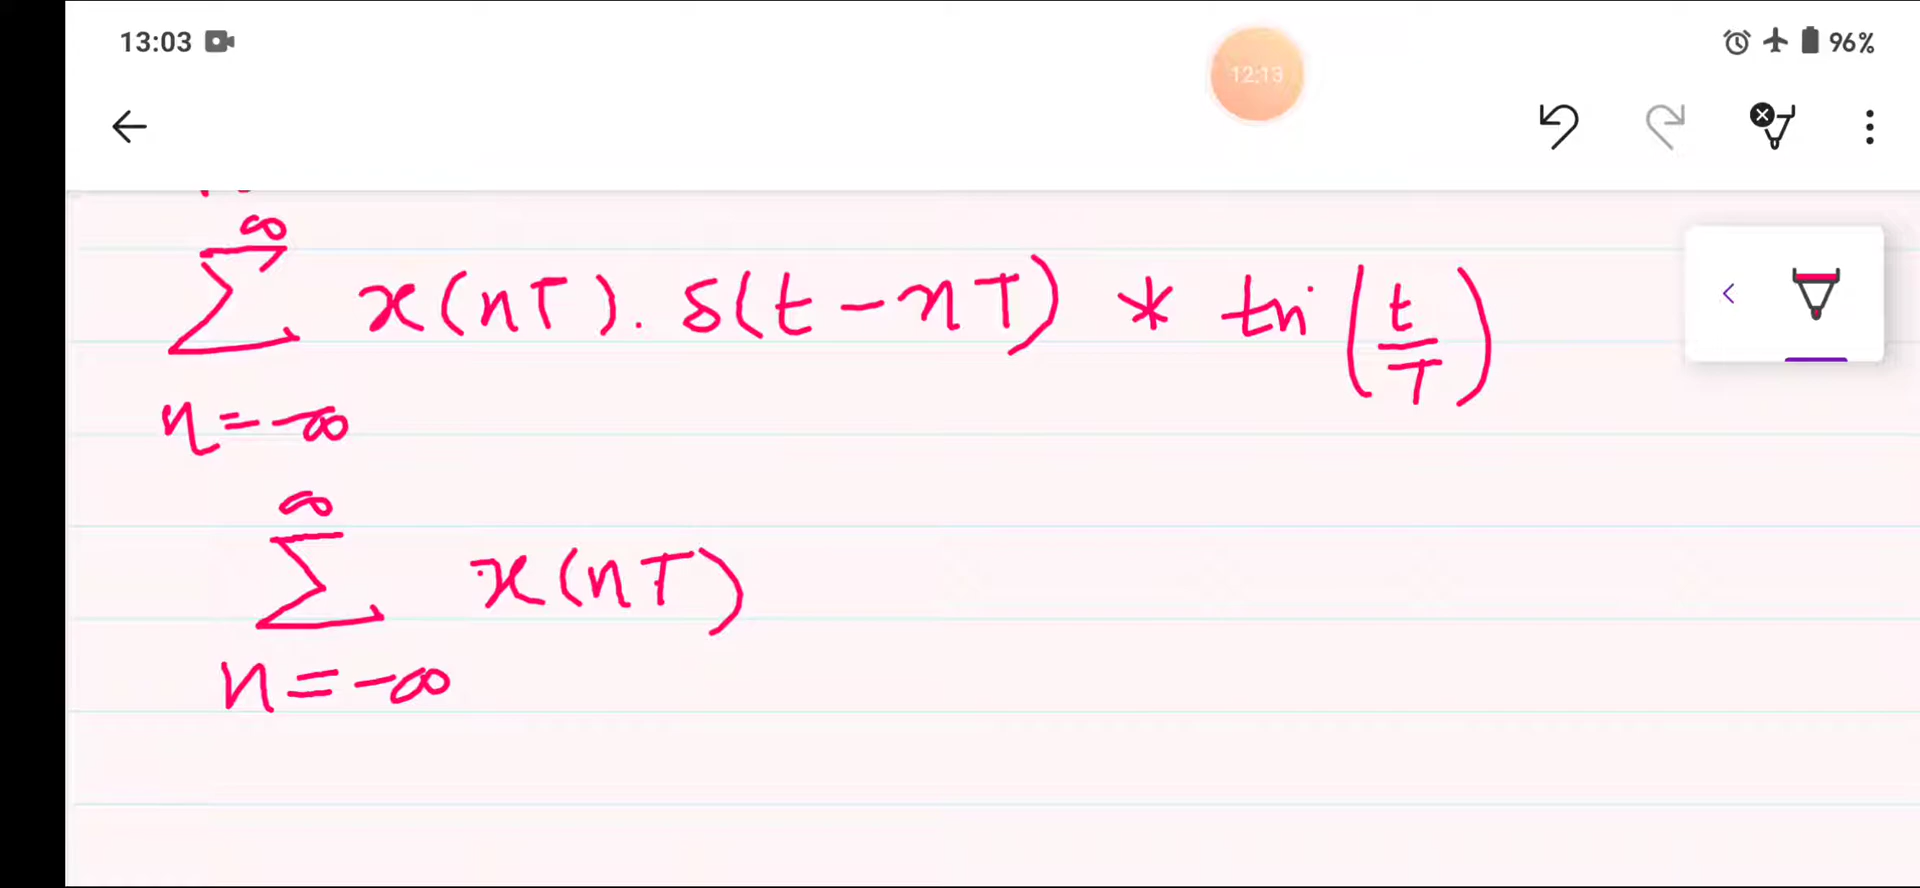 13:03
12:13
96%
∞
∑ x(nT). δ(t-nT) * tri(t/T)
n=-∞
∞
∑ x(nT)
n=-∞